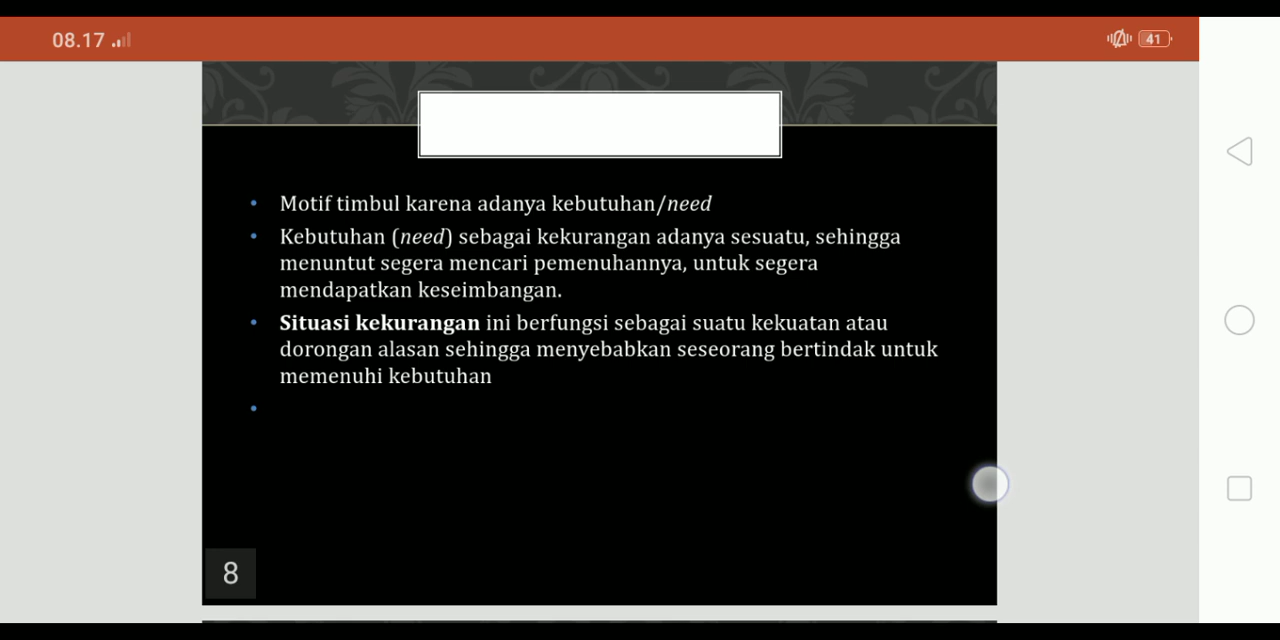 08.17
41
• Motif timbul karena adanya kebutuhan/need
• Kebutuhan (need) sebagai kekurangan adanya sesuatu, sehingga
menuntut segera mencari pemenuhannya, untuk segera
mendapatkan keseimbangan.
• Situasi kekurangan ini berfungsi sebagai suatu kekuatan atau
dorongan alasan sehingga menyebabkan seseorang bertindak untuk
memenuhi kebutuhan
•
8